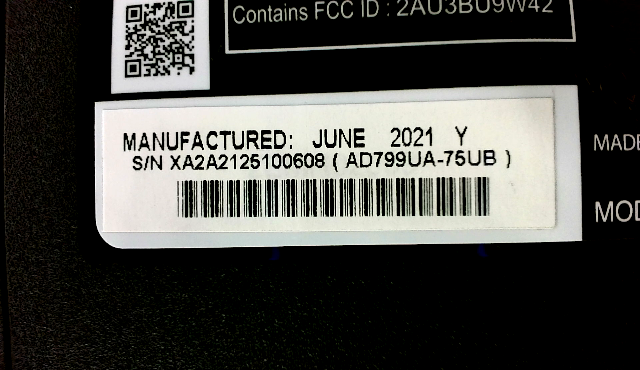 Contains FCC ID : 2AU3BU9W42
MANUFACTURED: JUNE 2021 Y
S/N XA2A2125100608 ( AD799UA-75UB )
MADE
MOD